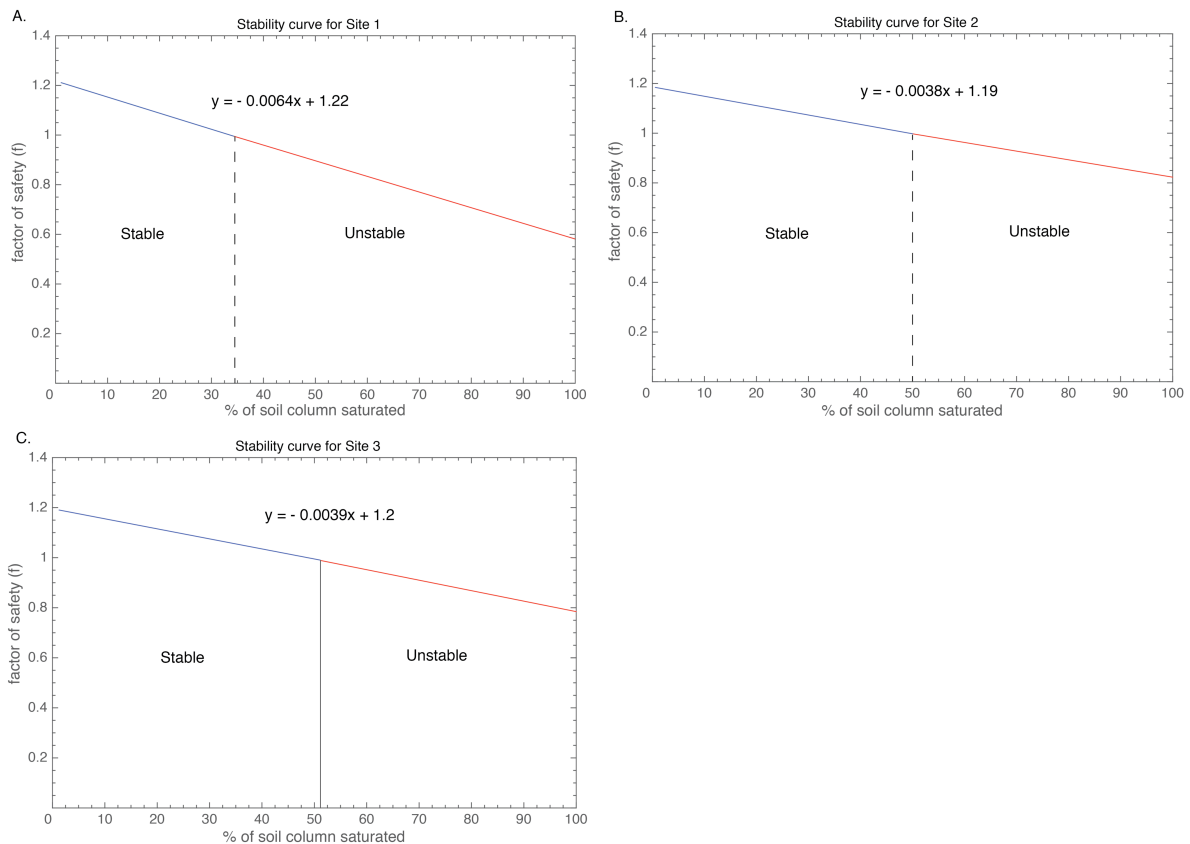 A.
Stability curve for Site 1
1.4
1.2
1
0.8
0.6
0.4
0.2
factor of safety (f)
y = - 0.0064x + 1.22
Stable
Unstable
0 10 20 30 40 50 60 70 80 90 100
% of soil column saturated
B.
Stability curve for Site 2
1.4
1.2
1
0.8
0.6
0.4
0.2
factor of safety (f)
y = - 0.0038x + 1.19
Stable
Unstable
0 10 20 30 40 50 60 70 80 90 100
% of soil column saturated
C.
Stability curve for Site 3
1.4
1.2
1
0.8
0.6
0.4
0.2
factor of safety (f)
y = - 0.0039x + 1.2
Stable
Unstable
0 10 20 30 40 50 60 70 80 90 100
% of soil column saturated